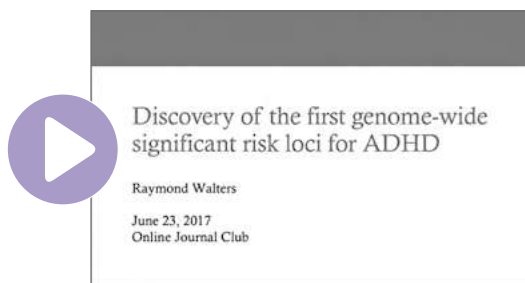 Discovery of the first genome-wide
significant risk loci for ADHD
Raymond Walters
June 23, 2017
Online Journal Club